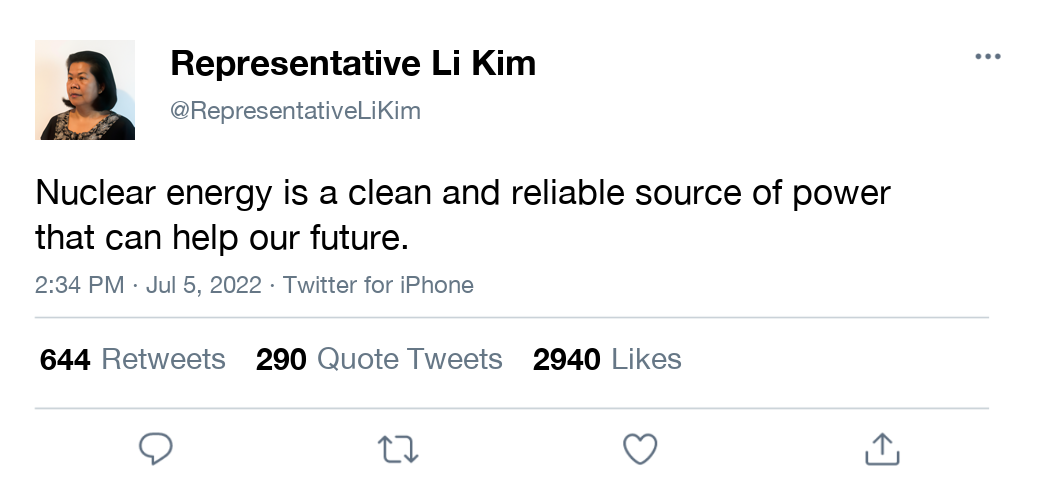 Representative Li Kim
@RepresentativeLiKim
Nuclear energy is a clean and reliable source of power
that can help our future.
2:34 PM · Jul 5, 2022 · Twitter for iPhone
644 Retweets 290 Quote Tweets 2940 Likes